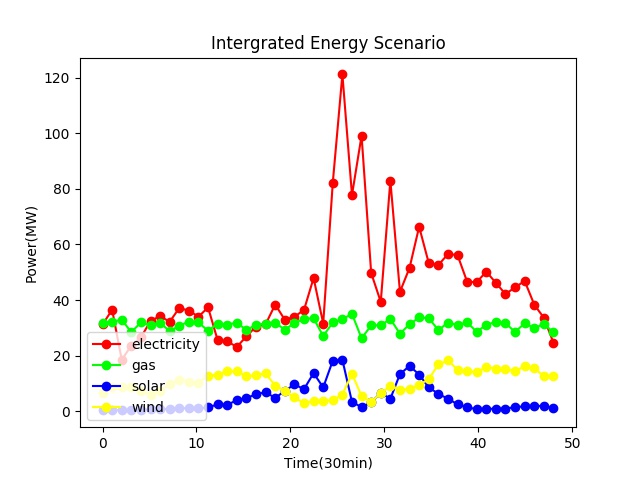 Intergrated Energy Scenario
Power(MW)
120
100
80
60
40
20
0
electricity
gas
solar
wind
0 10 20 30 40 50
Time(30min)